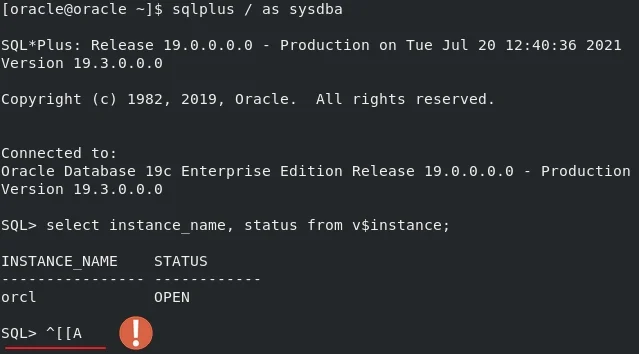 [oracle@oracle ~]$ sqlplus / as sysdba
SQL*Plus: Release 19.0.0.0.0 - Production on Tue Jul 20 12:40:36 2021
Version 19.3.0.0.0
Copyright (c) 1982, 2019, Oracle.  All rights reserved.
Connected to:
Oracle Database 19c Enterprise Edition Release 19.0.0.0.0 - Production
Version 19.3.0.0.0
SQL> select instance_name, status from v$instance;
INSTANCE_NAME    STATUS
---------------- ------------
orcl             OPEN
SQL> ^[[A !